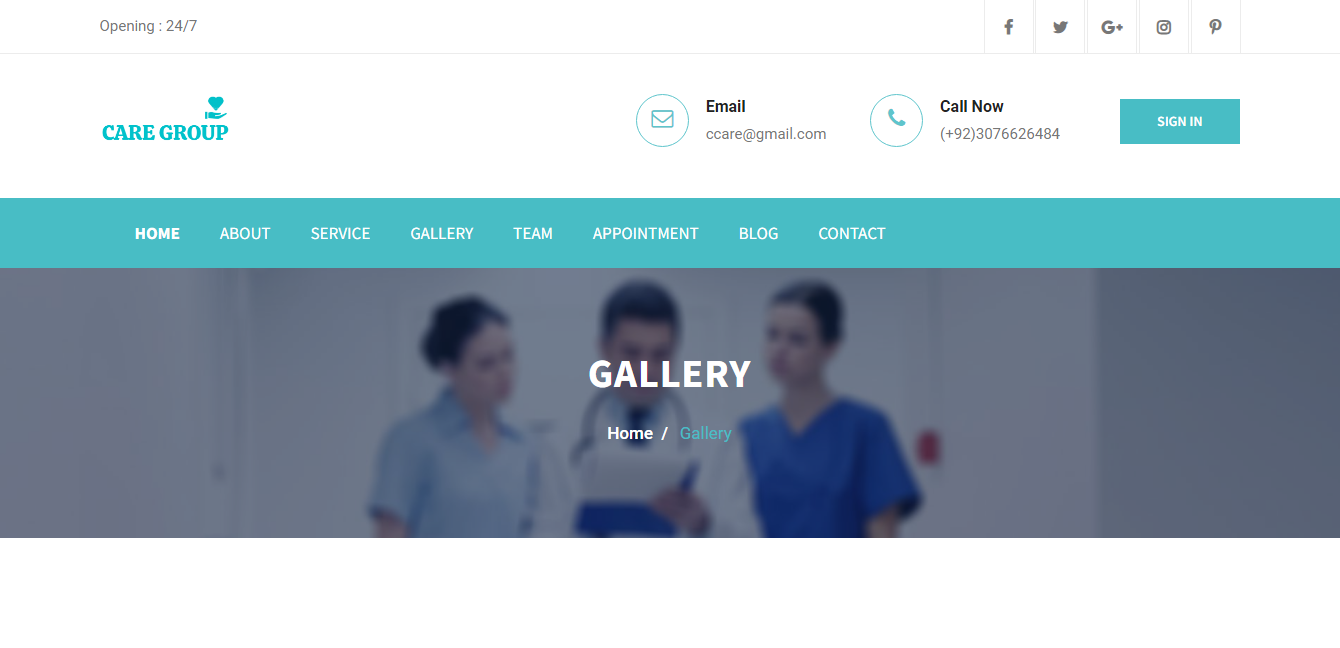 Opening : 24/7
CARE GROUP
Email
ccare@gmail.com
Call Now
(+92)3076626484
SIGN IN
HOME ABOUT SERVICE GALLERY TEAM APPOINTMENT BLOG CONTACT
GALLERY
Home / Gallery